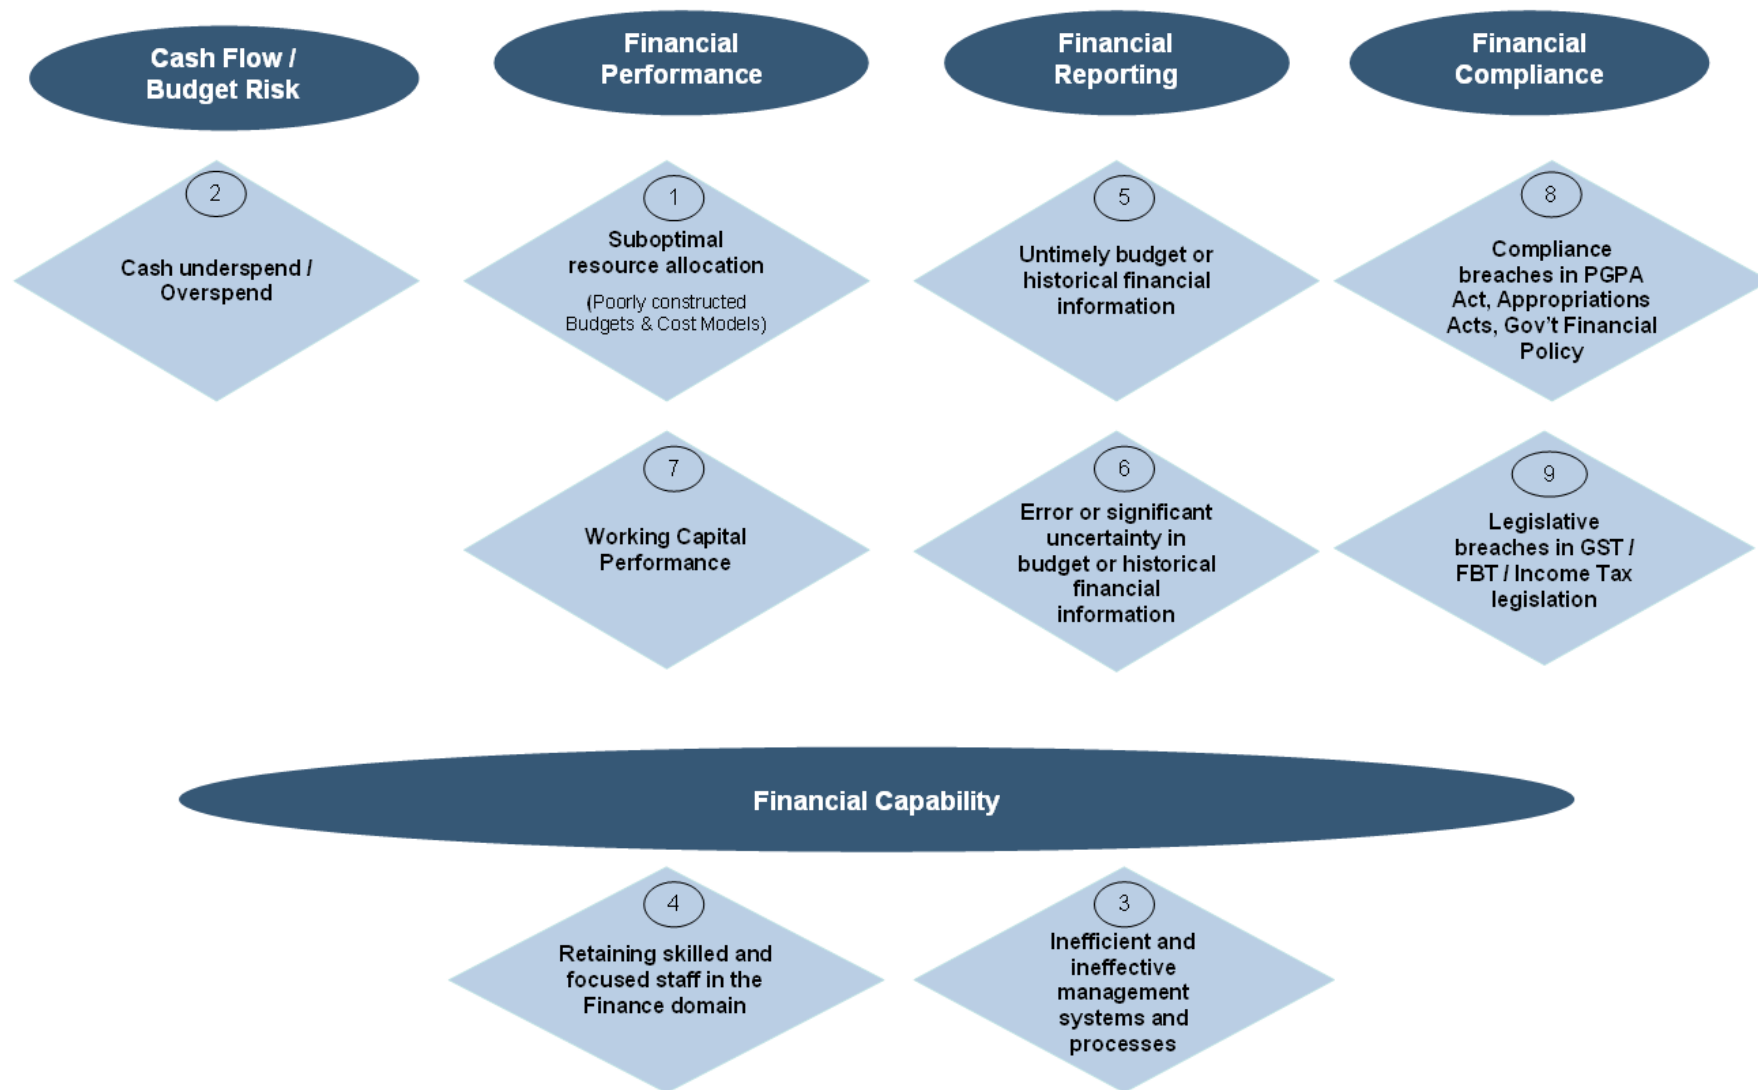 Cash Flow /
Budget Risk
Financial
Performance
Financial
Reporting
Financial
Compliance
2
Cash underspend /
Overspend
1
Suboptimal
resource allocation
(Poorly constructed
Budgets & Cost Models)
5
Untimely budget or
historical financial
information
8
Compliance
breaches in PGPA
Act, Appropriations
Acts, Gov't Financial
Policy
7
Working Capital
Performance
6
Error or significant
uncertainty in
budget or historical
financial
information
9
Legislative
breaches in GST /
FBT / Income Tax
legislation
Financial Capability
4
Retaining skilled and
focused staff in the
Finance domain
3
Inefficient and
ineffective
management
systems and
processes